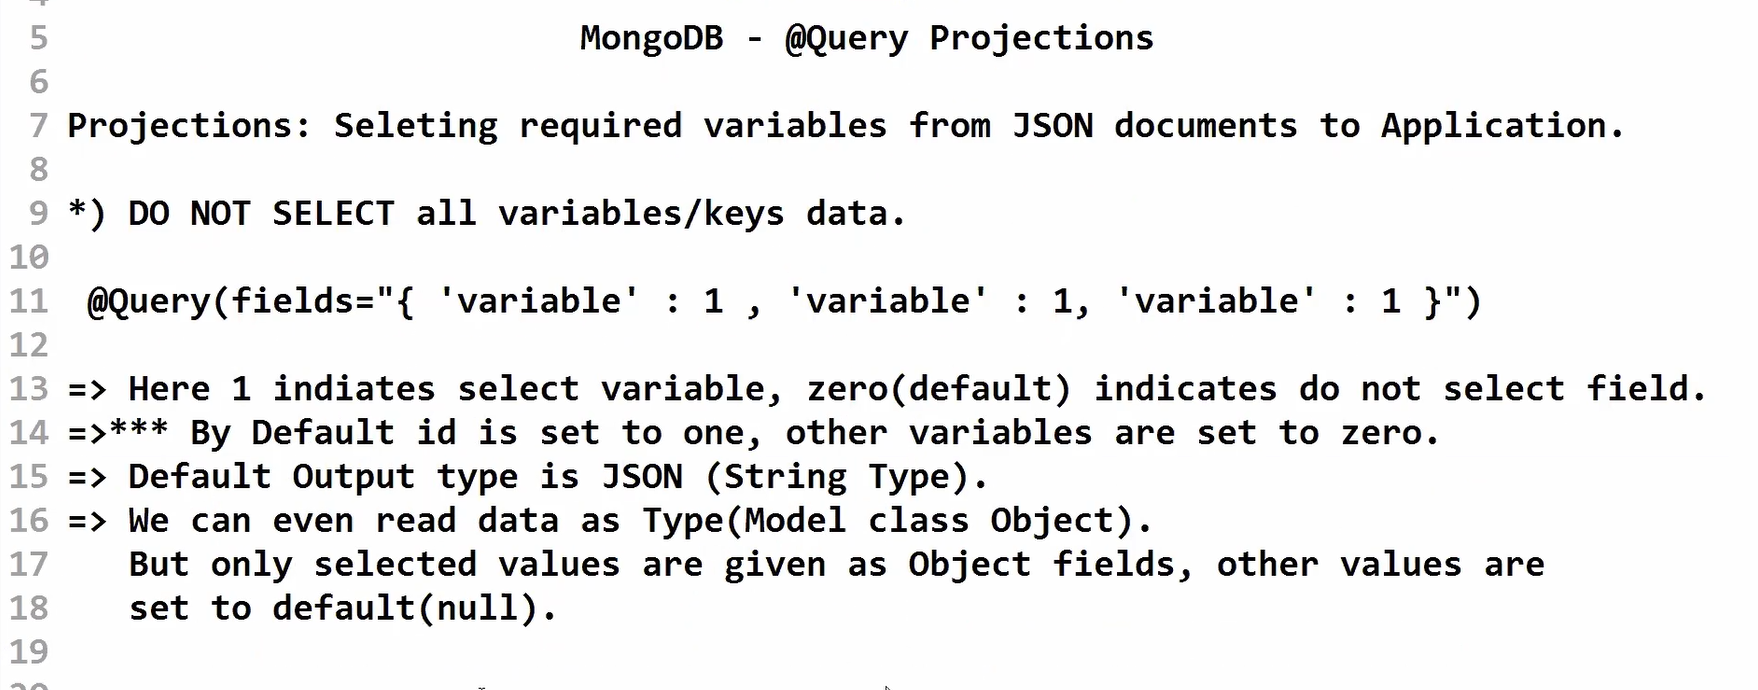 5 MongoDB - @Query Projections
6
7 Projections: Seleting required variables from JSON documents to Application.
8
9 *) DO NOT SELECT all variables/keys data.
10
11 @Query(fields="{ 'variable' : 1 , 'variable' : 1, 'variable' : 1 }")
12
13 => Here 1 indiates select variable, zero(default) indicates do not select field.
14 =>*** By Default id is set to one, other variables are set to zero.
15 => Default Output type is JSON (String Type).
16 => We can even read data as Type(Model class Object).
17 But only selected values are given as Object fields, other values are
18 set to default(null).
19